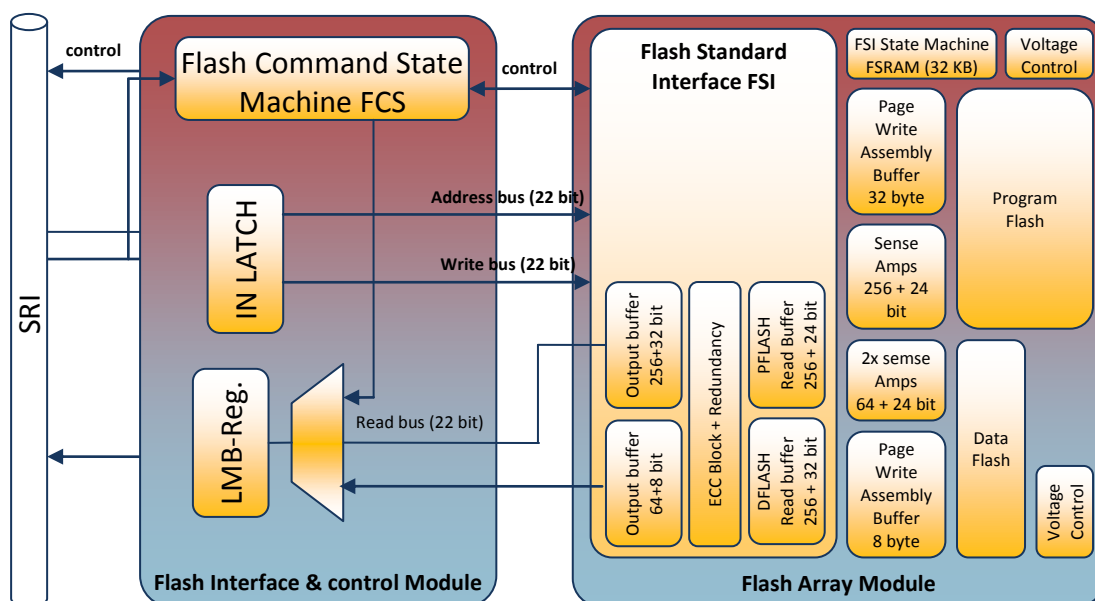 SRI
control
Flash Command State
Machine FCS
control
IN LATCH
Address bus (22 bit)
Write bus (22 bit)
LMB-Reg.
Read bus (22 bit)
Flash Interface & control Module
Flash Standard
Interface FSI
Output buffer
256+32 bit
Output buffer
64+8 bit
ECC Block + Redundancy
PFLASH
Read Buffer
256 + 24 bit
DFLASH
Read buffer
256 + 32 bit
FSI State Machine
FSRAM (32 KB)
Voltage
Control
Page
Write
Assembly
Buffer
32 byte
Program
Flash
Sense
Amps
256 + 24
bit
2x semse
Amps
64 + 24 bit
Page
Write
Assembly
Buffer
8 byte
Data
Flash
Voltage
Control
Flash Array Module